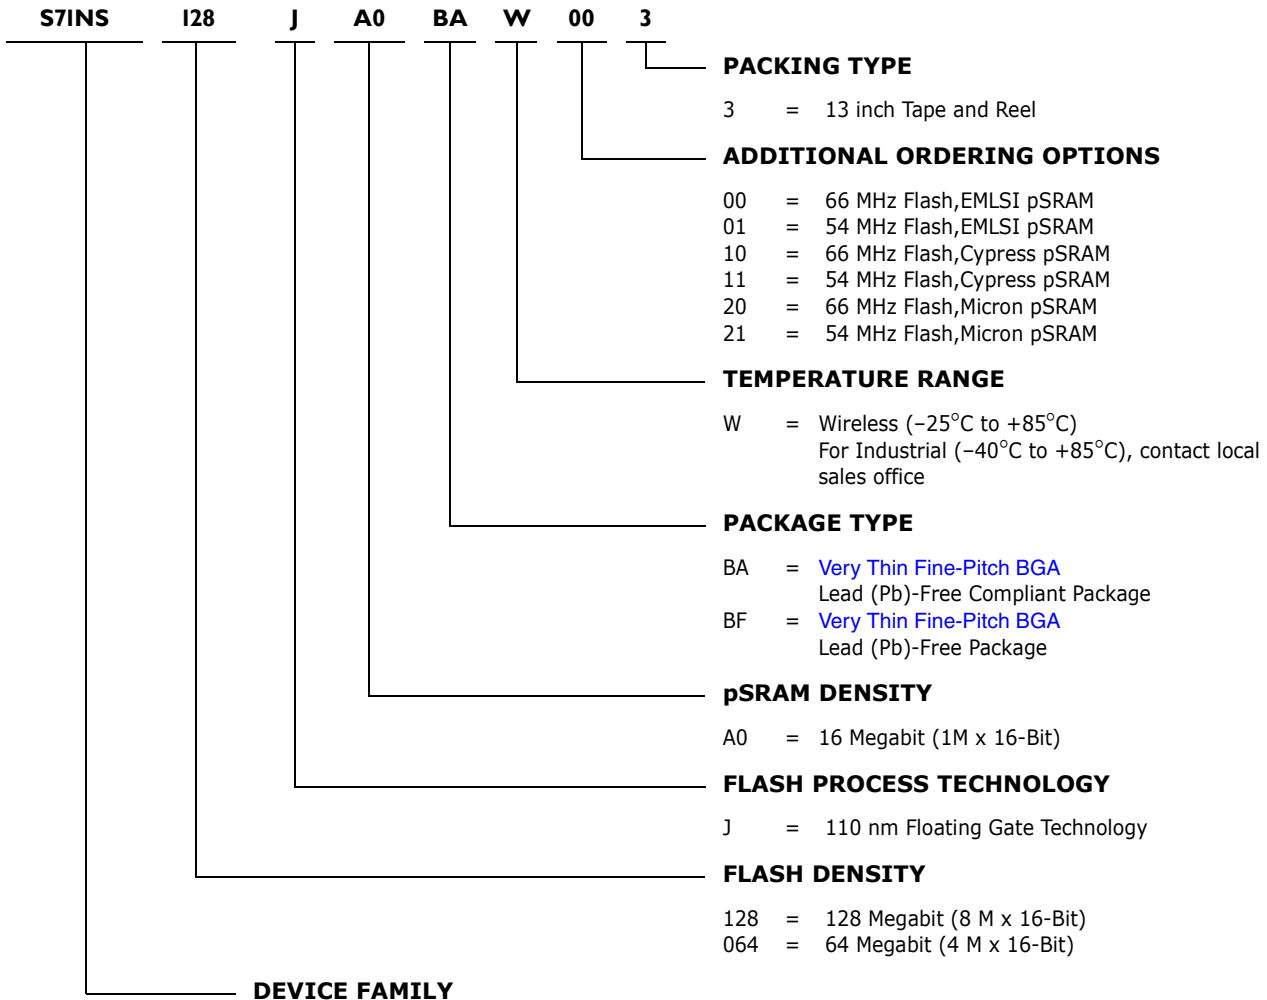 S71NS 128 J A0 BA W 00 3
PACKING TYPE
3 = 13 inch Tape and Reel
ADDITIONAL ORDERING OPTIONS
00 = 66 MHz Flash,EMLSI pSRAM
01 = 54 MHz Flash,EMLSI pSRAM
10 = 66 MHz Flash,Cypress pSRAM
11 = 54 MHz Flash,Cypress pSRAM
20 = 66 MHz Flash,Micron pSRAM
21 = 54 MHz Flash,Micron pSRAM
TEMPERATURE RANGE
W = Wireless (–25°C to +85°C)
For Industrial (–40°C to +85°C), contact local
sales office
PACKAGE TYPE
BA = Very Thin Fine-Pitch BGA
Lead (Pb)-Free Compliant Package
BF = Very Thin Fine-Pitch BGA
Lead (Pb)-Free Package
pSRAM DENSITY
A0 = 16 Megabit (1M x 16-Bit)
FLASH PROCESS TECHNOLOGY
J = 110 nm Floating Gate Technology
FLASH DENSITY
128 = 128 Megabit (8 M x 16-Bit)
064 = 64 Megabit (4 M x 16-Bit)
DEVICE FAMILY